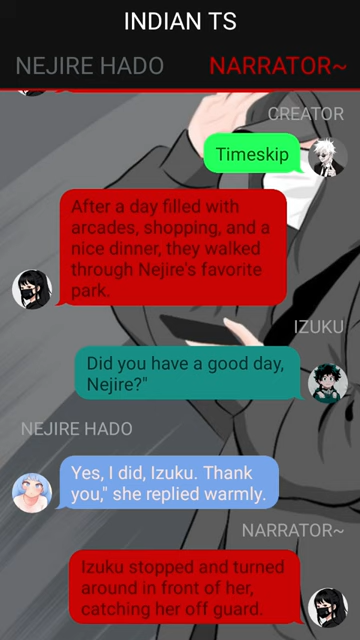 INDIAN TS
NEJIRE HADO NARRATOR~
CREATOR
Timeskip
After a day filled with
arcades, shopping, and a
nice dinner, they walked
through Nejire's favorite
park.
IZUKU
Did you have a good day,
Nejire?"
NEJIRE HADO
Yes, I did, Izuku. Thank
you," she replied warmly.
NARRATOR~
Izuku stopped and turned
around in front of her,
catching her off guard.